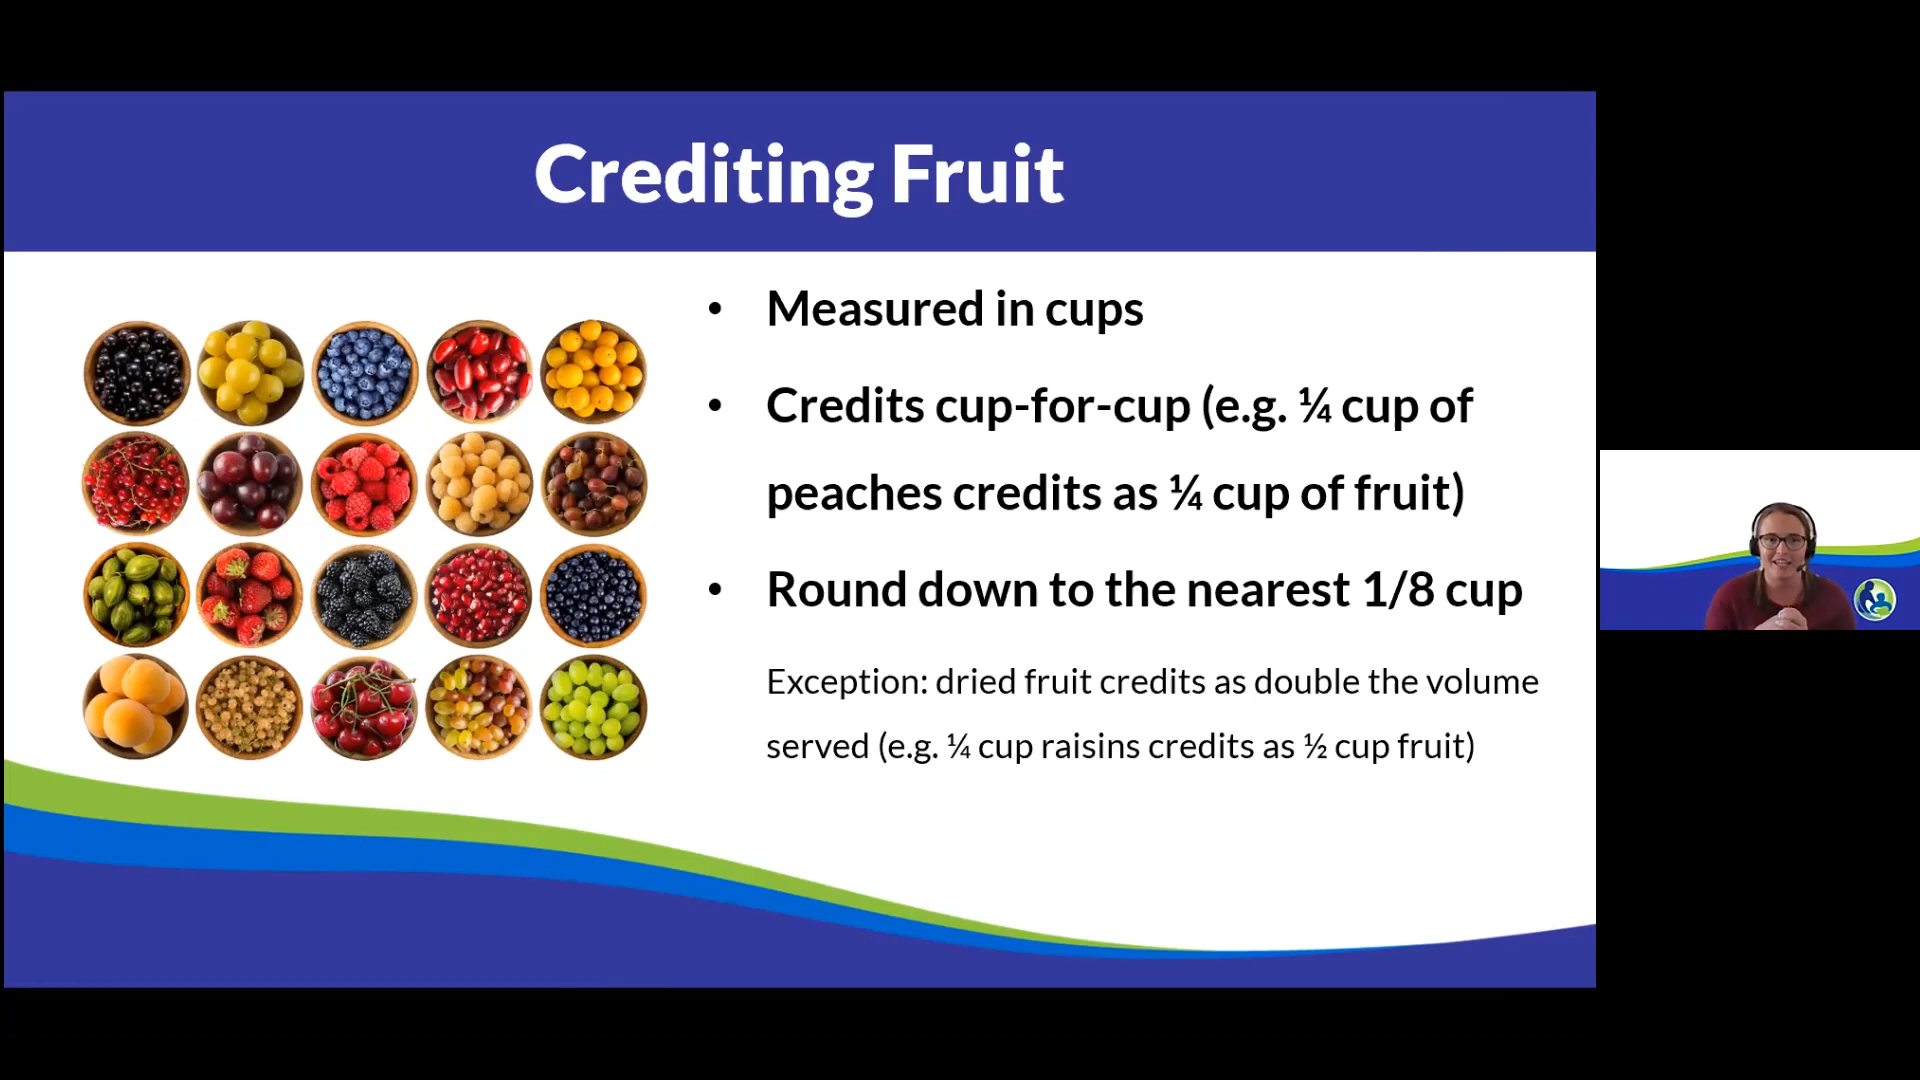 Crediting Fruit
• Measured in cups
• Credits cup-for-cup (e.g. ¼ cup of
peaches credits as ¼ cup of fruit)
• Round down to the nearest 1/8 cup
Exception: dried fruit credits as double the volume
served (e.g. ¼ cup raisins credits as ½ cup fruit)